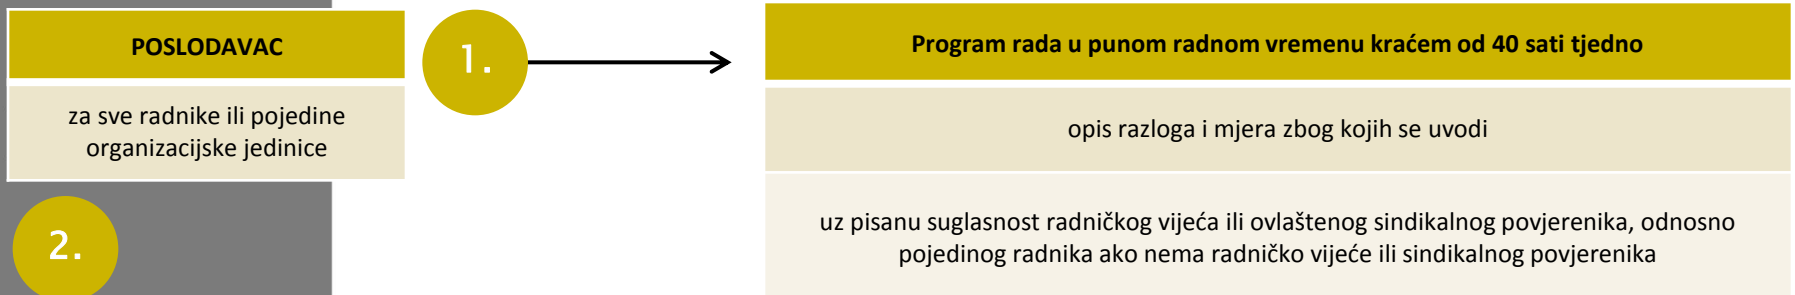 POSLODAVAC
za sve radnike ili pojedine
organizacijske jedinice
1.
2.
Program rada u punom radnom vremenu kraćem od 40 sati tjedno
opis razloga i mjera zbog kojih se uvodi
uz pisanu suglasnost radničkog vijeća ili ovlaštenog sindikalnog povjerenika, odnosno
pojedinog radnika ako nema radničko vijeće ili sindikalnog povjerenika